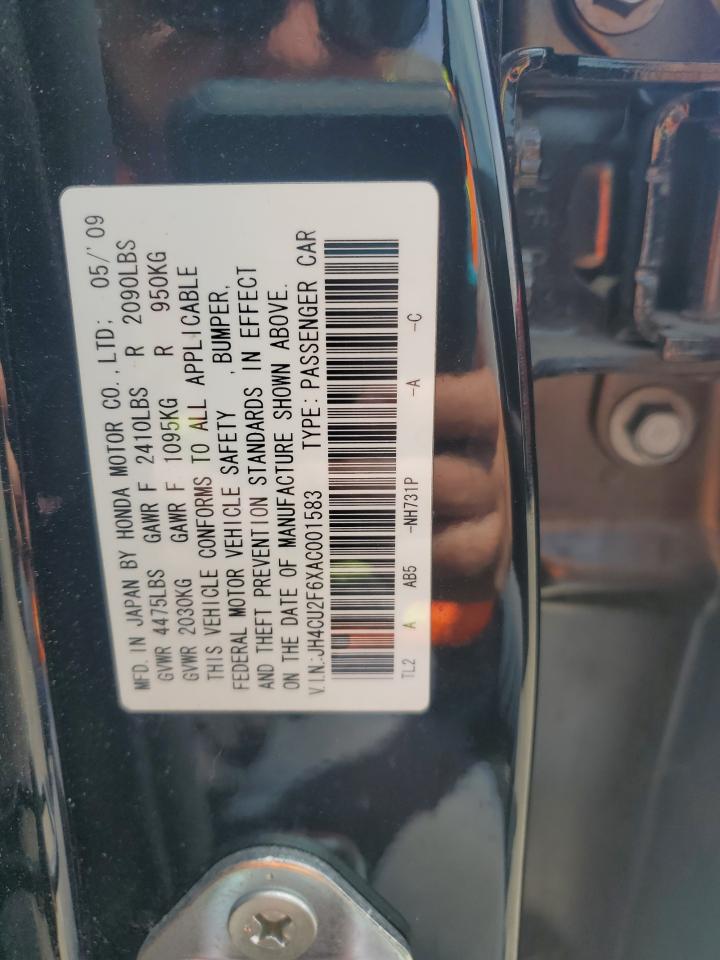 MFD. IN JAPAN BY HONDA MOTOR CO., LTD; 05/'09
GVWR 4475LBS GAWR F 2410LBS R 2090LBS
GVWR 2030KG GAWR F 1095KG R 950KG
THIS VEHICLE CONFORMS TO ALL APPLICABLE
FEDERAL MOTOR VEHICLE SAFETY ,BUMPER,
AND THEFT PREVENTION STANDARDS IN EFFECT
ON THE DATE OF MANUFACTURE SHOWN ABOVE.
V.I.N.:JH4CU2F6XAC001583 TYPE: PASSENGER CAR
TL2 A AB5 -NH731P -A -C